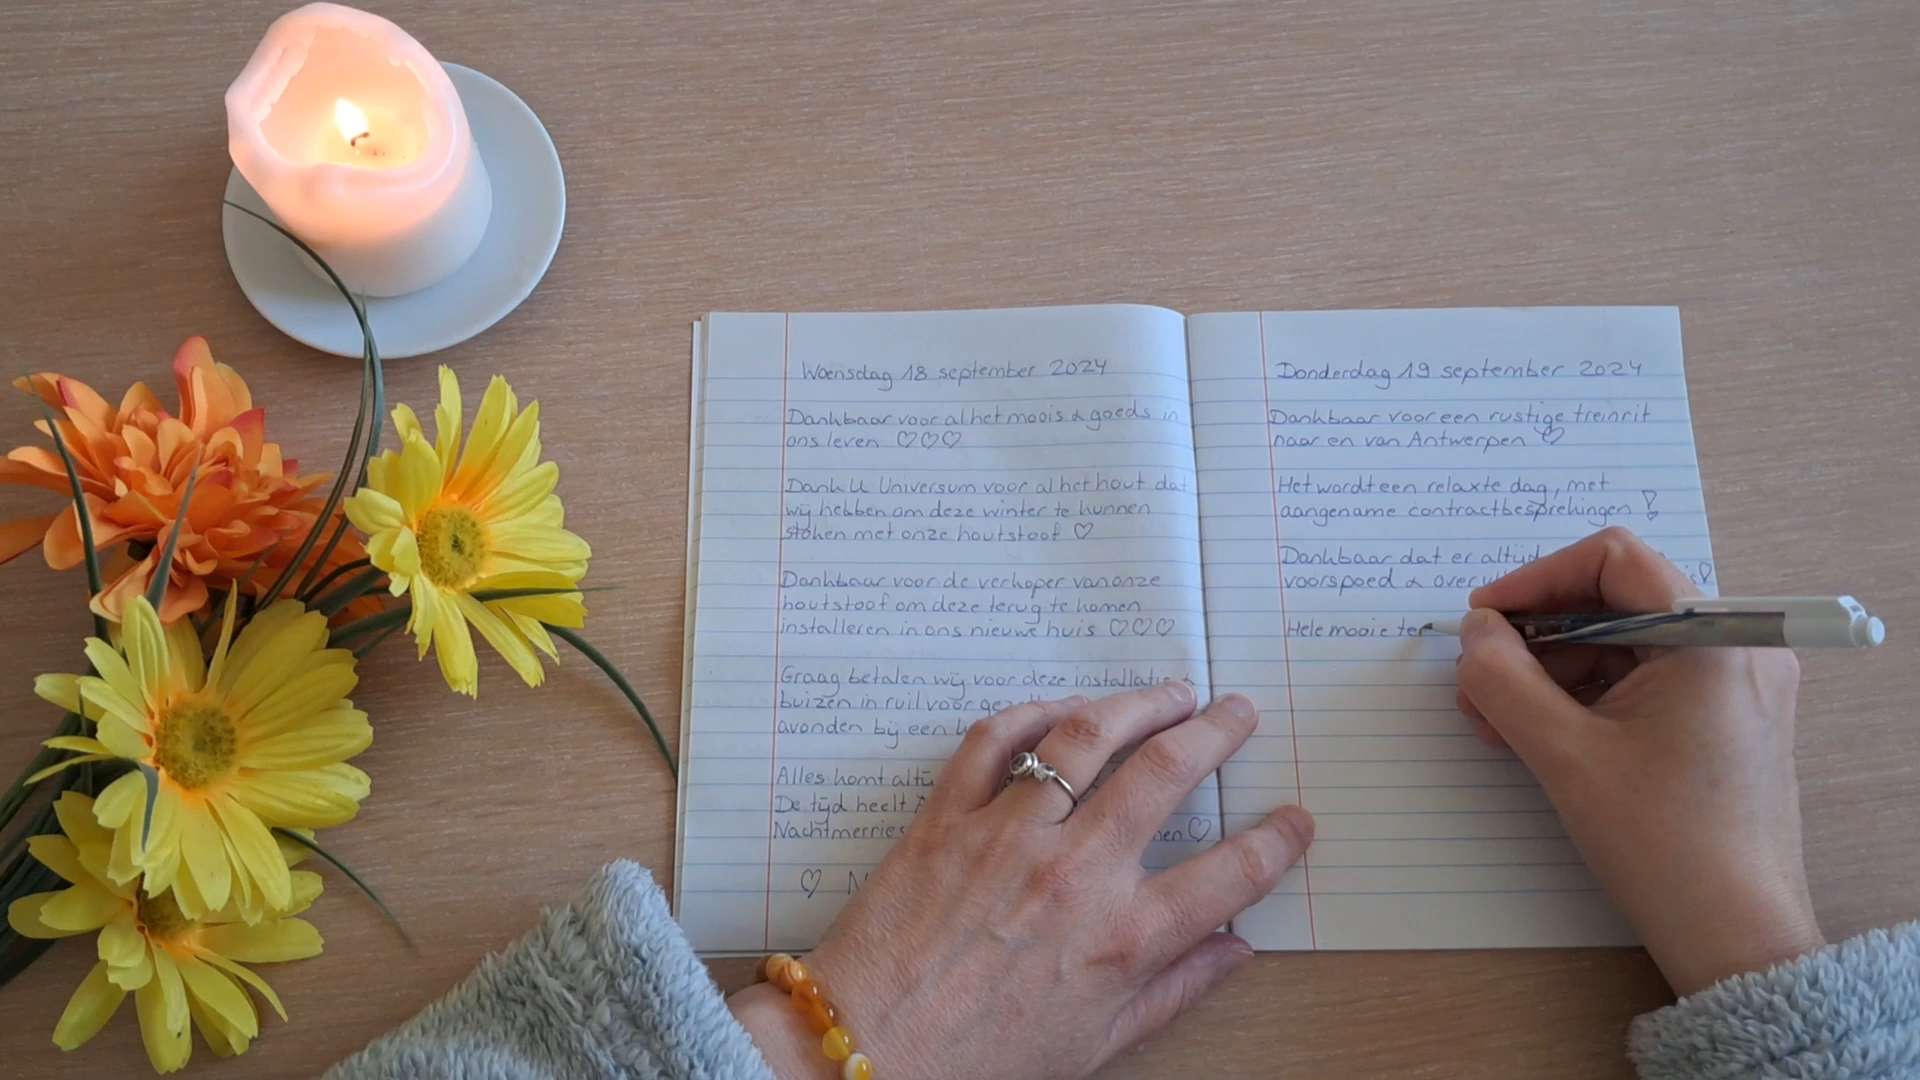 Woensdag 18 september 2024
Dankbaar voor al het moois & goeds in
ons leven ♡♡♡
Dank U Universum voor al het hout dat
wij hebben om deze winter te kunnen
stoken met onze houtstoof ♡
Dankbaar voor de verkoper van onze
houtstoof om deze terug te komen
installeren in ons nieuwe huis ♡♡♡
Graag betalen wij voor deze installatie &
buizen in ruil voor
avonden bij een
Alles komt
De tijd heelt
Nachtmerries
♡
Donderdag 19 september 2024
Dankbaar voor een rustige treinrit
naar en van Antwerpen ♡
Het wordt een relaxte dag, met
aangename contractbesprekingen !
Dankbaar dat er altijd
voorspoed &
Hele mooie